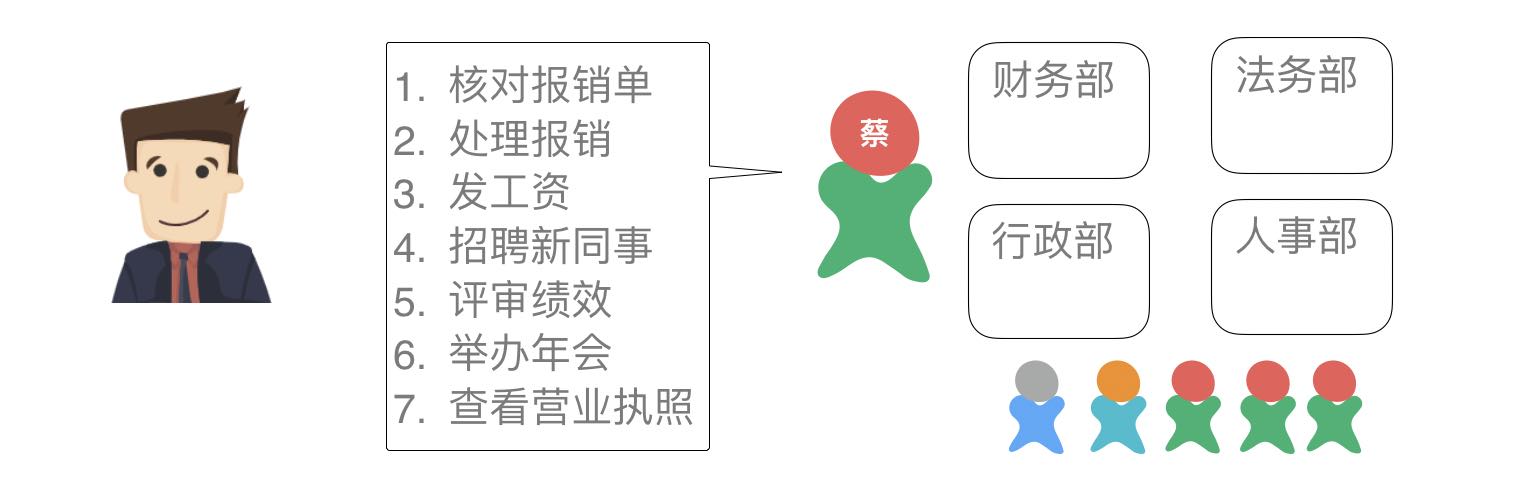 1. 核对报销单
2. 处理报销
3. 发工资
4. 招聘新同事
5. 评审绩效
6. 举办年会
7. 查看营业执照
蔡
财务部
法务部
行政部
人事部